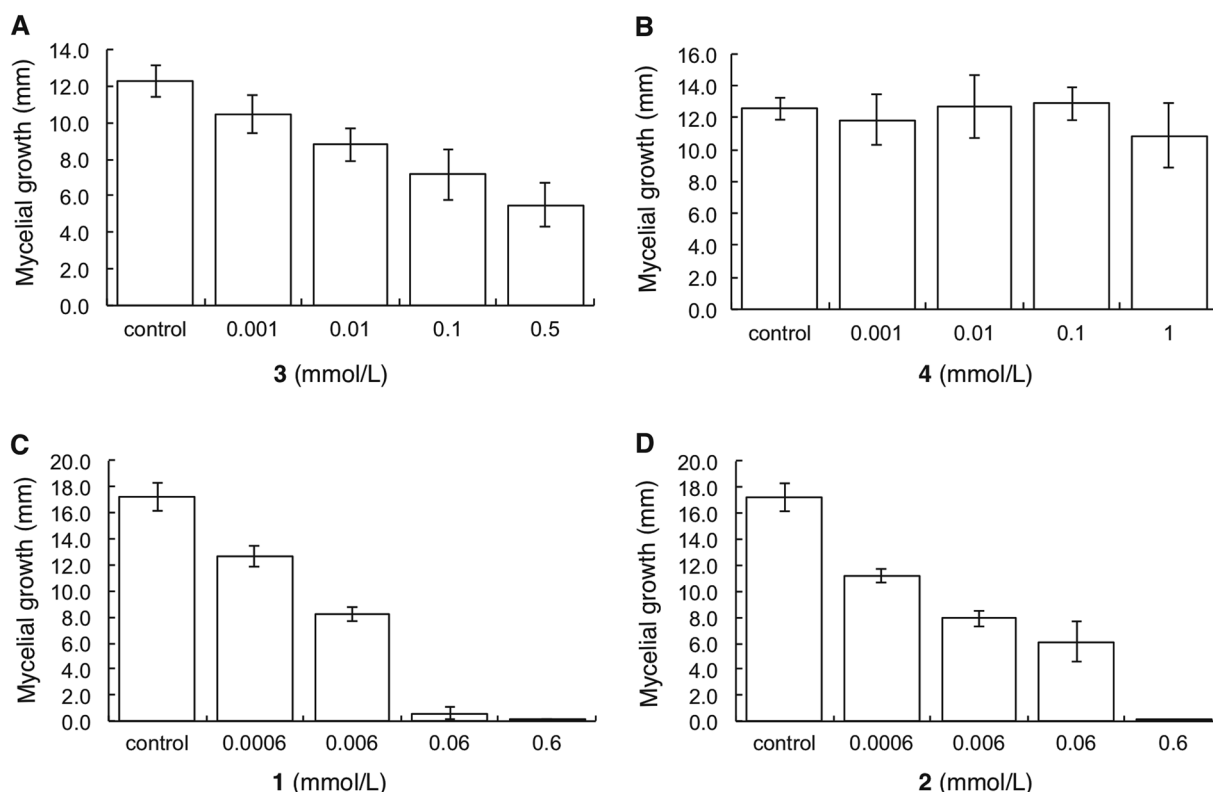 A
Mycelial growth (mm)
14.0
12.0
10.0
8.0
6.0
4.0
2.0
0.0
control 0.001 0.01 0.1 0.5
3 (mmol/L)
B
Mycelial growth (mm)
16.0
14.0
12.0
10.0
8.0
6.0
4.0
2.0
0.0
control 0.001 0.01 0.1 1
4 (mmol/L)
C
Mycelial growth (mm)
20.0
18.0
16.0
14.0
12.0
10.0
8.0
6.0
4.0
2.0
0.0
control 0.0006 0.006 0.06 0.6
1 (mmol/L)
D
Mycelial growth (mm)
20.0
18.0
16.0
14.0
12.0
10.0
8.0
6.0
4.0
2.0
0.0
control 0.0006 0.006 0.06 0.6
2 (mmol/L)